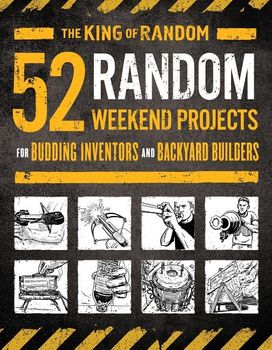 THE KING OF RANDOM
52 RANDOM
WEEKEND PROJECTS
FOR BUDDING INVENTORS AND BACKYARD BUILDERS